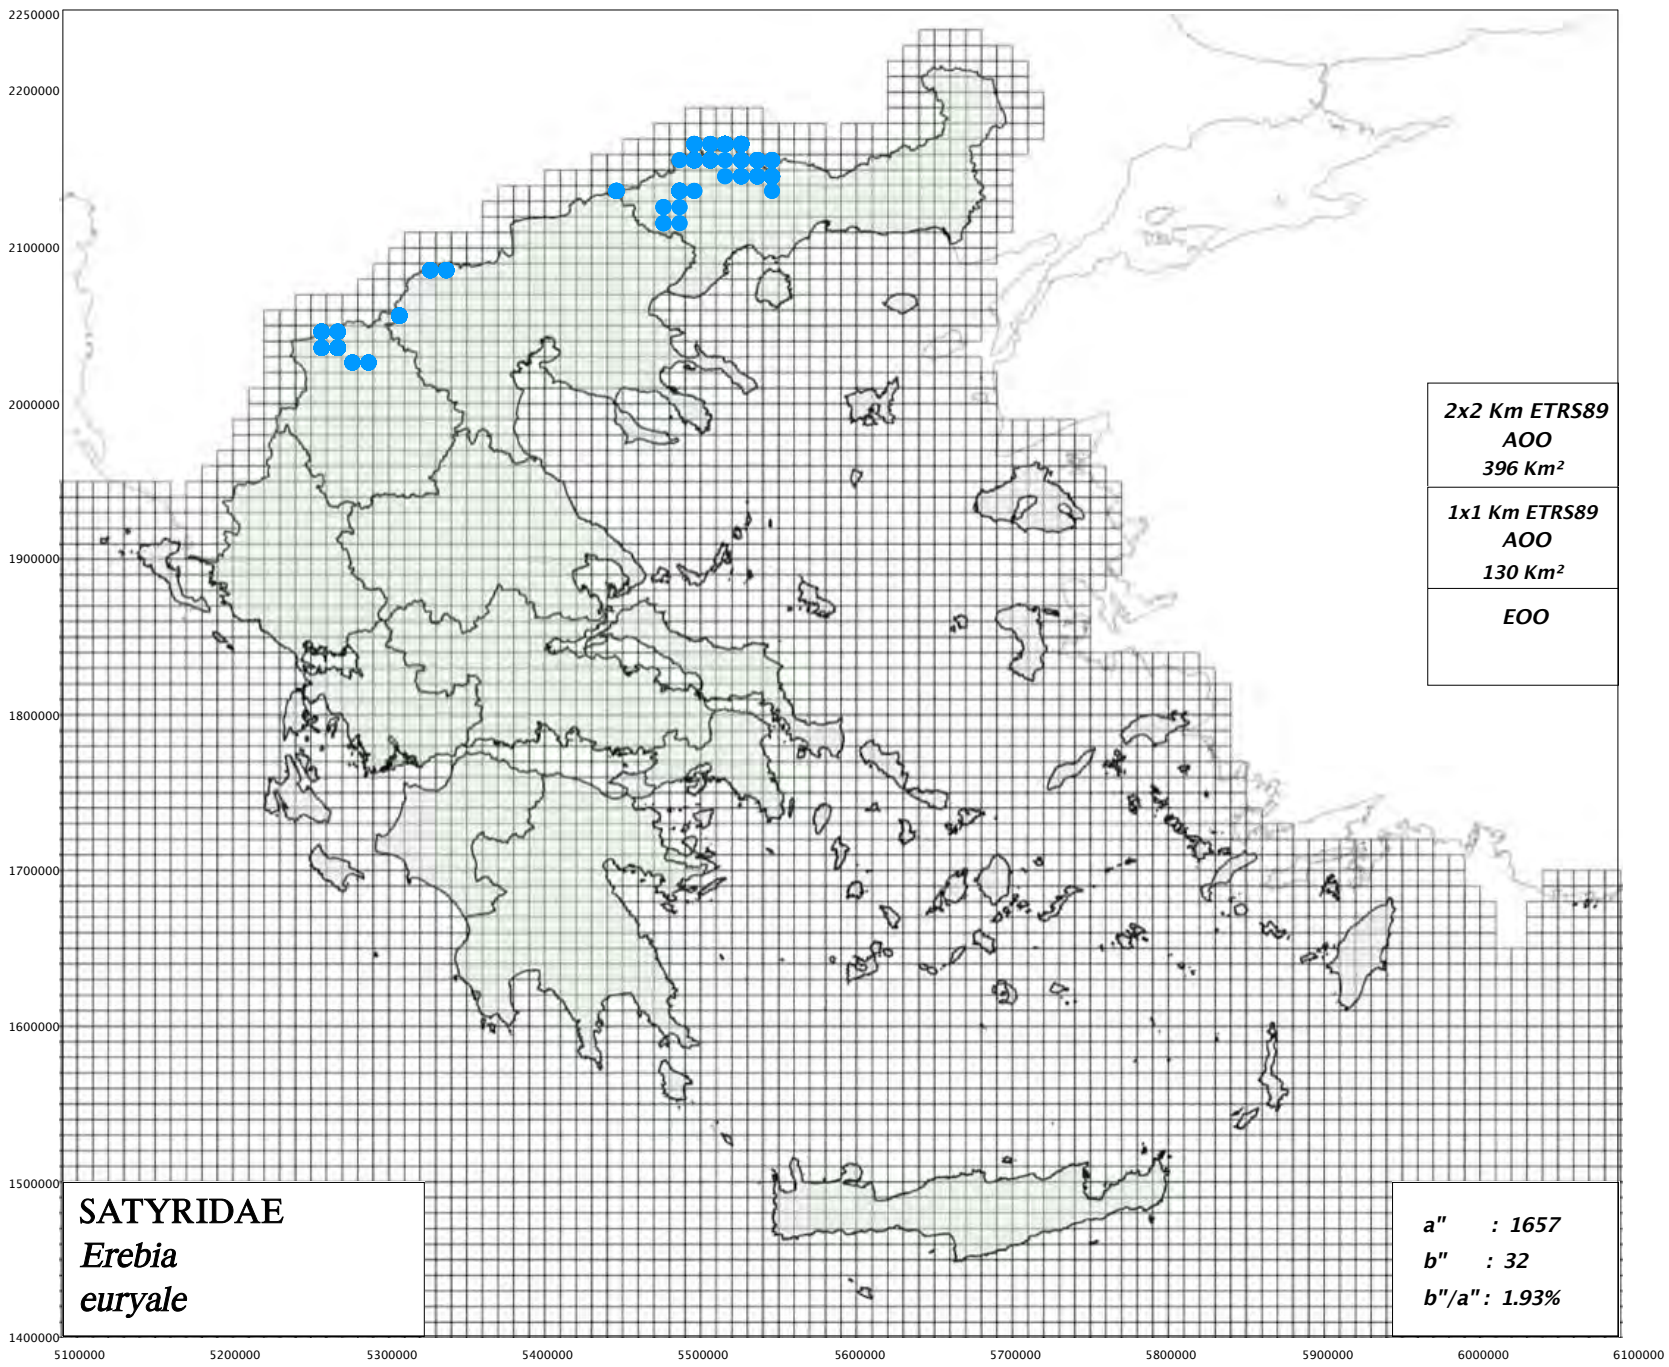 2250000
2200000
2100000
2000000
1900000
1800000
1700000
1600000
1500000
1400000
2x2 Km ETRS89
AOO
396 Km²
1x1 Km ETRS89
AOO
130 Km²
EOO
SATYRIDAE
Erebia
euryale
a" : 1657
b" : 32
b"/a" : 1.93%
5100000 5200000 5300000 5400000 5500000 5600000 5700000 5800000 5900000 6000000 6100000